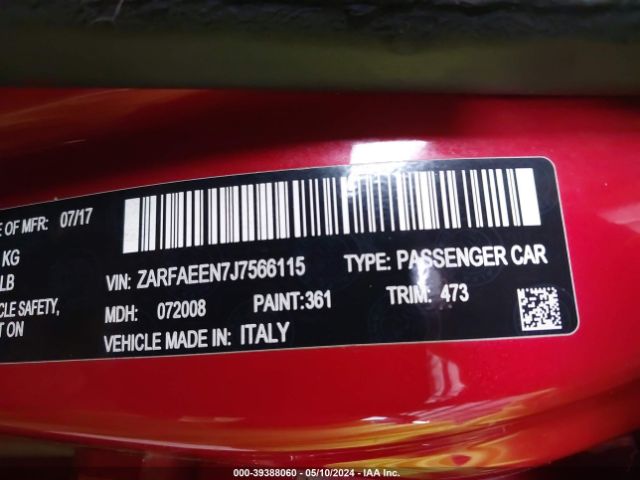 E OF MFR: 07/17
KG
LB
VIN: ZARFAEEN7J7566115 TYPE: PASSENGER CAR
CLE SAFETY, MDH: 072008 PAINT:361 TRIM: 473
T ON VEHICLE MADE IN: ITALY
000-39388060 - 05/10/2024 - IAA Inc.